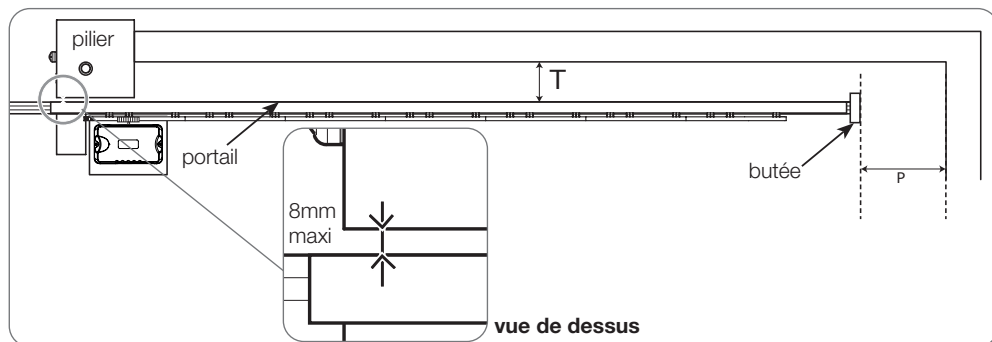 pilier
T
portail
butée
P
8mm
maxi
vue de dessus